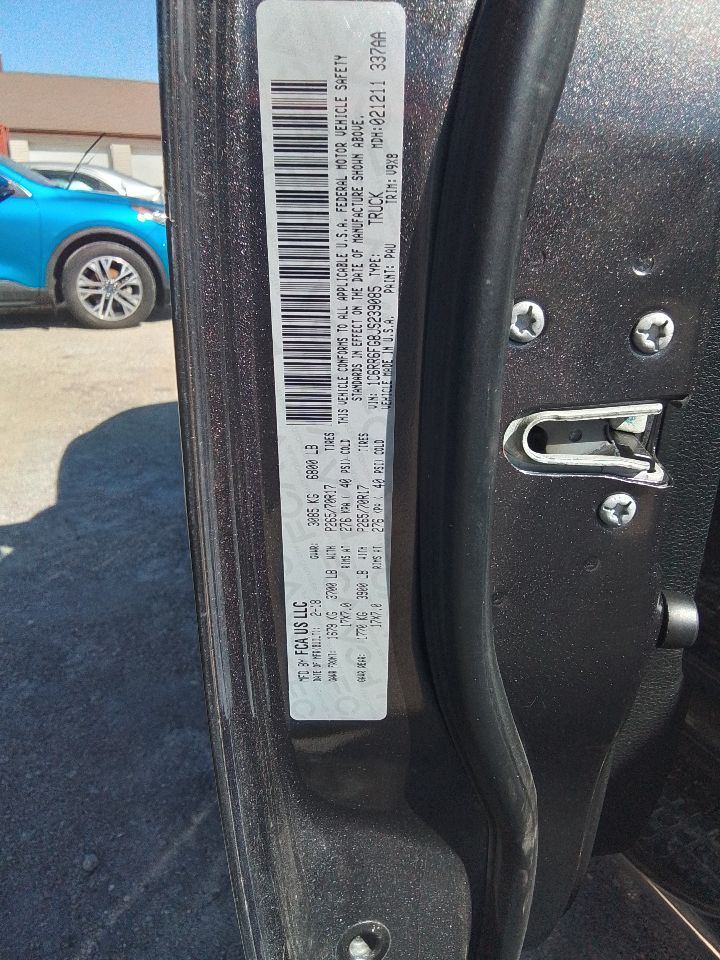 MFD BY FCA US LLC
DATE OF MFR: 2-18 GVWR: 3085 KG 6800 LB
GAWR FRONT: 1679 KG 3700 LB WITH P265/70R17 TIRES
17X7.0 RIMS AT 276 KPA( 40 PSI) COLD
GAWR REAR: 1770 KG 3900 LB WITH P265/70R17 TIRES
17X7.0 RIMS AT 276 KPA( 40 PSI) COLD
THIS VEHICLE CONFORMS TO ALL APPLICABLE U.S.A. FEDERAL MOTOR VEHICLE SAFETY
STANDARDS IN EFFECT ON THE DATE OF MANUFACTURE SHOWN ABOVE.
VIN: 1C6RR6FG8JS239085 TYPE: TRUCK MDH:021211 337AA
VEHICLE MADE IN U.S.A. PAINT: PAU TRIM: V9X8